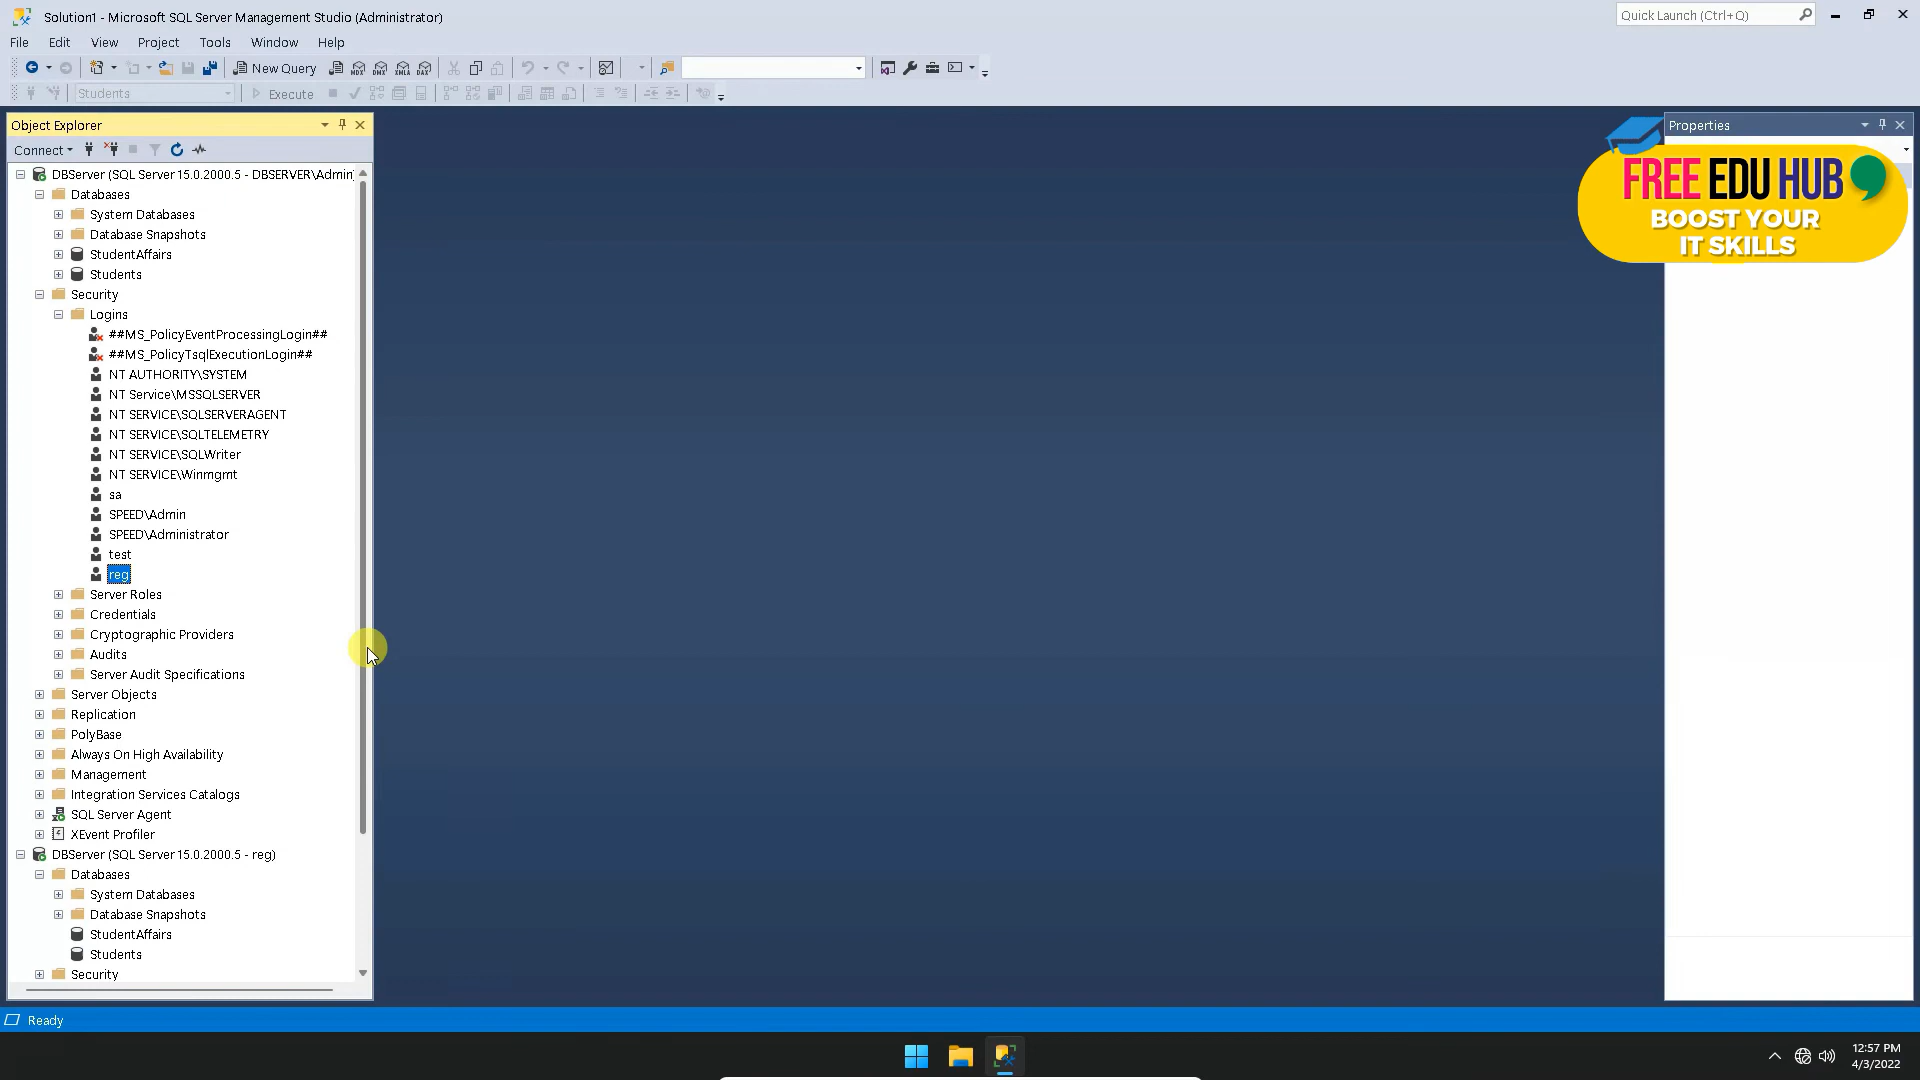 Solution1 - Microsoft SQL Server Management Studio (Administrator)
Quick Launch (Ctrl+Q)
File Edit View Project Tools Window Help
New Query MDX DMX XMLA DAX
Students Execute
Object Explorer
Connect
DBServer (SQL Server 15.0.2000.5 - DBSERVER\Admin)
Databases
System Databases
Database Snapshots
StudentAffairs
Students
Security
Logins
##MS_PolicyEventProcessingLogin##
##MS_PolicyTsqlExecutionLogin##
NT AUTHORITY\SYSTEM
NT Service\MSSQLSERVER
NT SERVICE\SQLSERVERAGENT
NT SERVICE\SQLTELEMETRY
NT SERVICE\SQLWriter
NT SERVICE\Winmgmt
sa
SPEED\Admin
SPEED\Administrator
test
reg
Server Roles
Credentials
Cryptographic Providers
Audits
Server Audit Specifications
Server Objects
Replication
PolyBase
Always On High Availability
Management
Integration Services Catalogs
SQL Server Agent
XEvent Profiler
DBServer (SQL Server 15.0.2000.5 - reg)
Databases
System Databases
Database Snapshots
StudentAffairs
Students
Security
Properties
FREE EDU HUB
BOOST YOUR
IT SKILLS
Ready
12:57 PM
4/3/2022